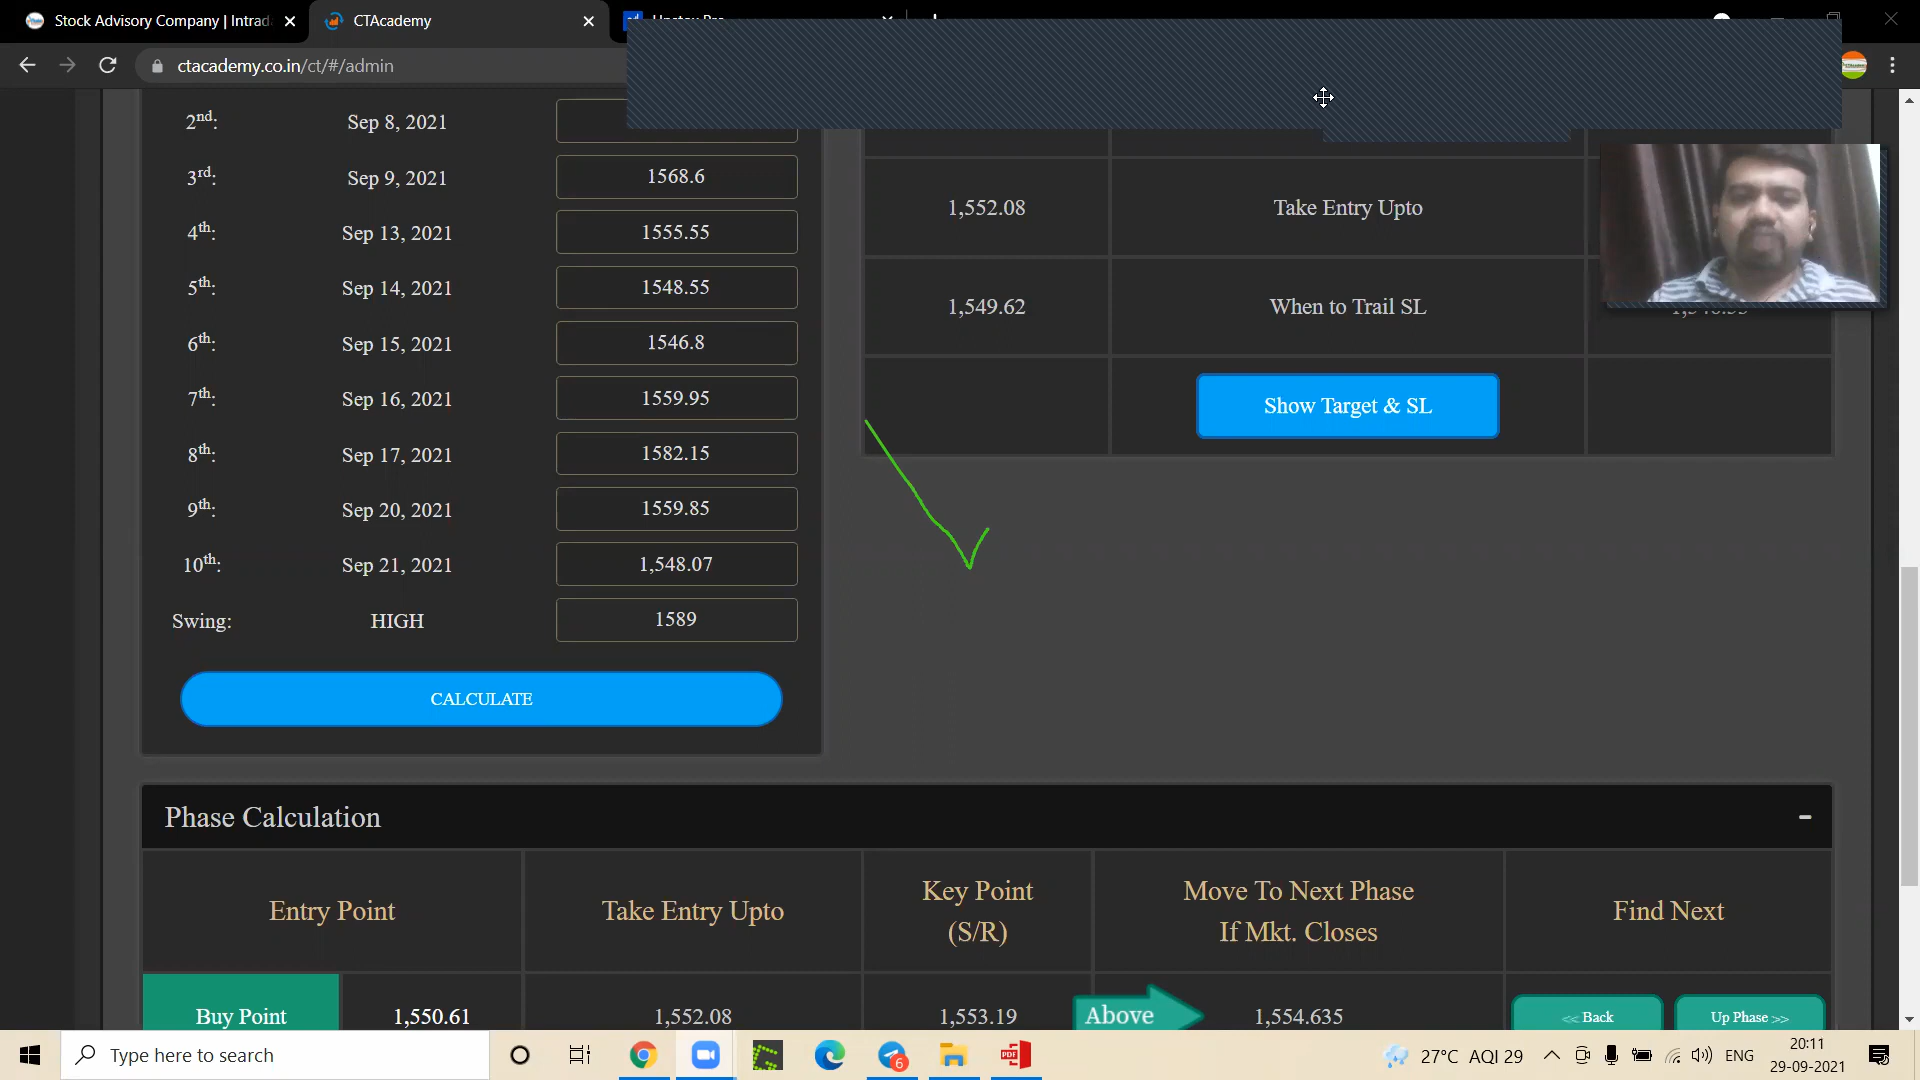 Stock Advisory Company | Intrad
CTAcademy
ctacademy.co.in/ct/#/admin
2nd: Sep 8, 2021
3rd: Sep 9, 2021 1568.6
4th: Sep 13, 2021 1555.55
5th: Sep 14, 2021 1548.55
6th: Sep 15, 2021 1546.8
7th: Sep 16, 2021 1559.95
8th: Sep 17, 2021 1582.15
9th: Sep 20, 2021 1559.85
10th: Sep 21, 2021 1,548.07
Swing: HIGH 1589
CALCULATE
1,552.08 Take Entry Upto
1,549.62 When to Trail SL
Show Target & SL
Phase Calculation
Entry Point
Take Entry Upto
Key Point
(S/R)
Move To Next Phase
If Mkt. Closes
Find Next
Buy Point 1,550.61 1,552.08 1,553.19 Above 1,554.635 << Back Up Phase >>
Type here to search
6
PDF
27°C AQI 29
ENG
20:11
29-09-2021